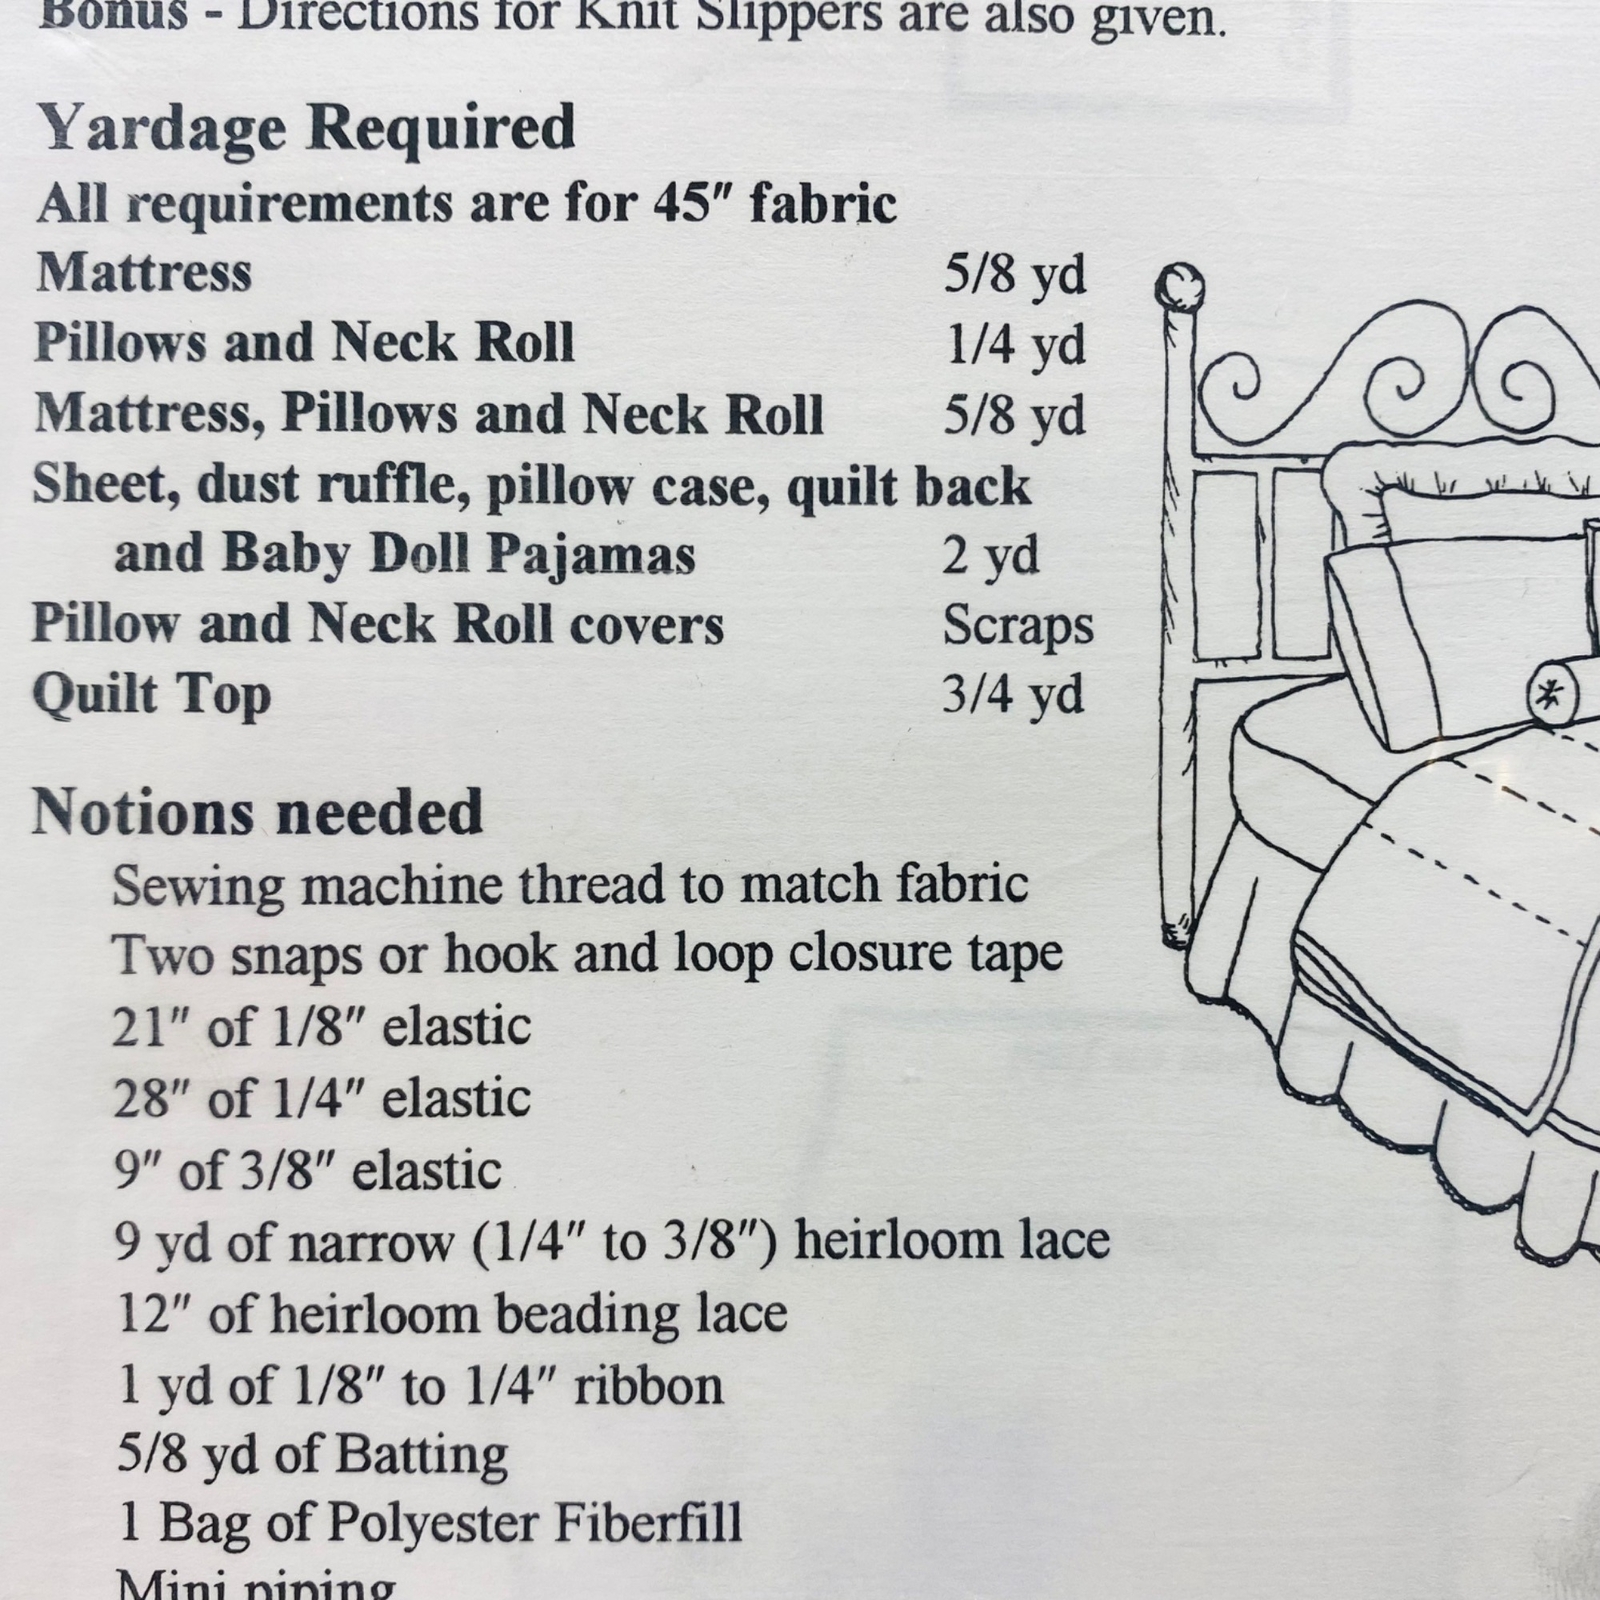 Bonus - Directions for Knit Slippers are also given.
Yardage Required
All requirements are for 45″ fabric
Mattress 5/8 yd
Pillows and Neck Roll 1/4 yd
Mattress, Pillows and Neck Roll 5/8 yd
Sheet, dust ruffle, pillow case, quilt back
and Baby Doll Pajamas 2 yd
Pillow and Neck Roll covers Scraps
Quilt Top 3/4 yd
Notions needed
Sewing machine thread to match fabric
Two snaps or hook and loop closure tape
21″ of 1/8″ elastic
28″ of 1/4″ elastic
9″ of 3/8″ elastic
9 yd of narrow (1/4″ to 3/8″) heirloom lace
12″ of heirloom beading lace
1 yd of 1/8″ to 1/4″ ribbon
5/8 yd of Batting
1 Bag of Polyester Fiberfill
Mini piping